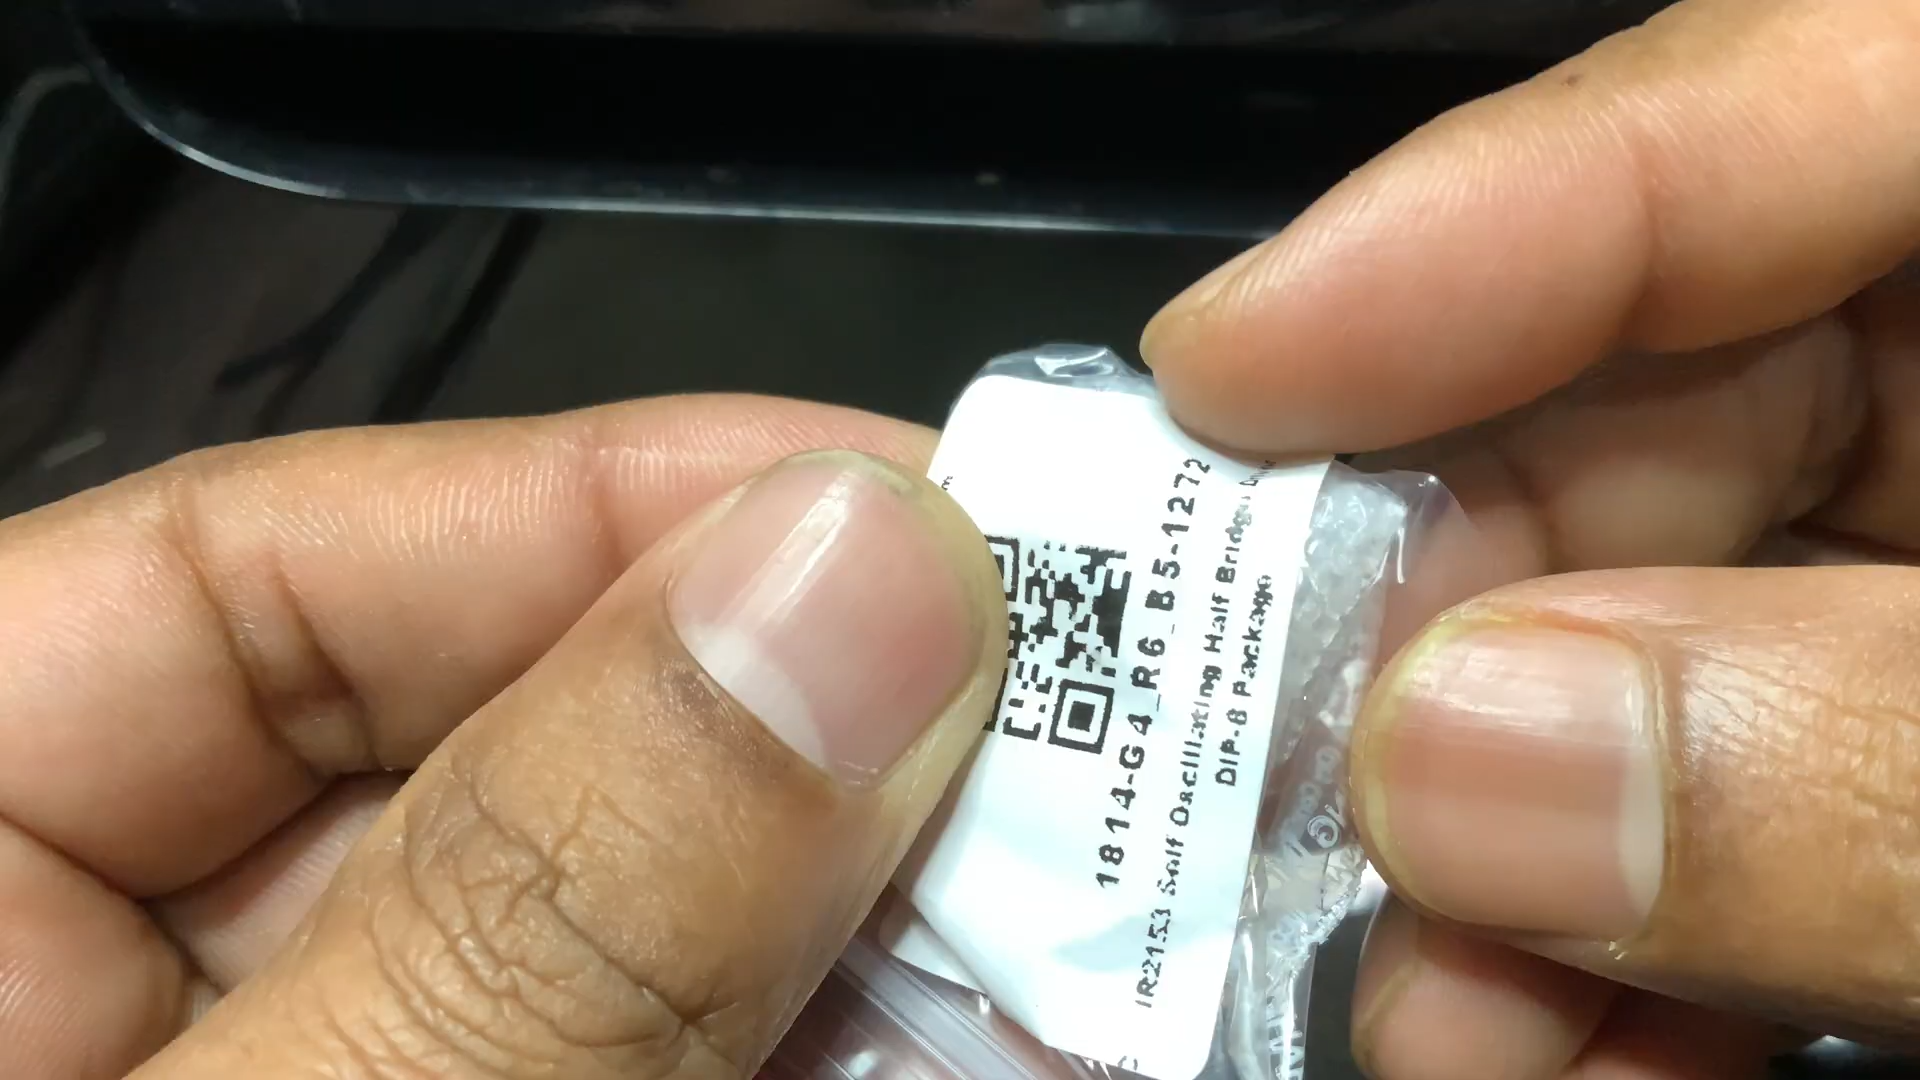 1814-G4_R6_B5-1272
IR2153 Self Oscillating Half Bridge Driver
DIP-8 Package